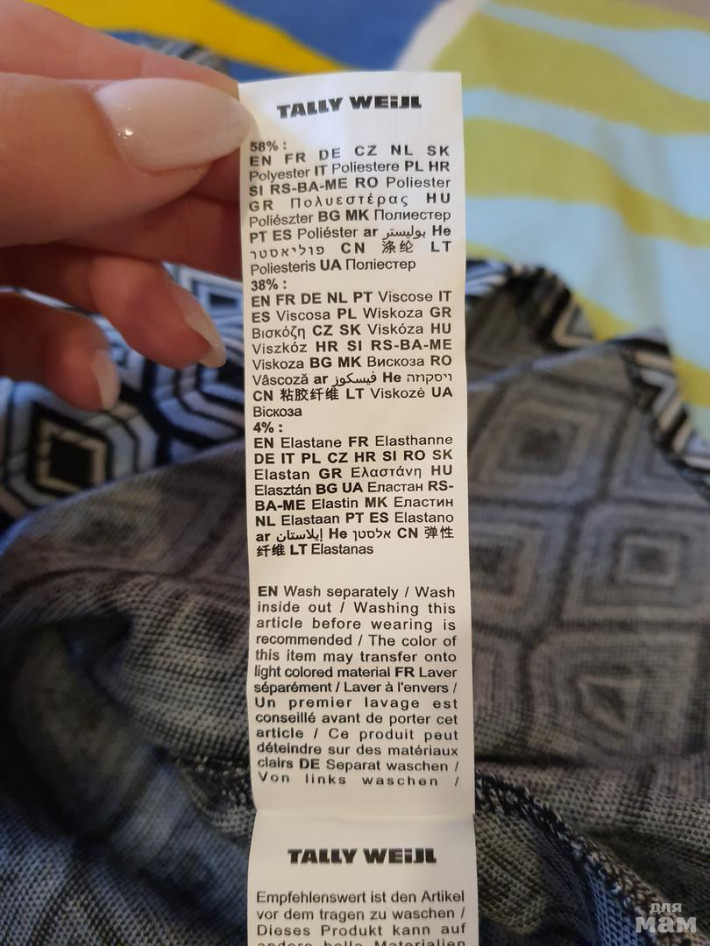 TALLY WEiJL
58% :
EN FR DE CZ NL SK
Polyester IT Poliestere PL HR
SI RS-BA-ME RO Poliester
GR Πολυεστέρας HU
Poliészter BG MK Полиестер
PT ES Poliéster ar بوليستر He
פוליאסטר CN 涤纶 LT
Poliesteris UA Поліестер
38% :
EN FR DE NL PT Viscose IT
ES Viscosa PL Wiskoza GR
Βισκόζη CZ SK Viskóza HU
Viszkóz HR SI RS-BA-ME
Viskoza BG MK Вискоза RO
Vâscoză ar فيسكوز He ויסקוזה
CN 粘胶纤维 LT Viskozė UA
Віскоза
4% :
EN Elastane FR Elasthanne
DE IT PL CZ HR SI RO SK
Elastan GR Ελαστάνη HU
Elasztán BG UA Еластан RS-
BA-ME Elastin MK Еластин
NL Elastaan PT ES Elastano
ar إيلاستان He אלסטן CN 弹性
纤维 LT Elastanas
EN Wash separately / Wash
inside out / Washing this
article before wearing is
recommended / The color of
this item may transfer onto
light colored material FR Laver
séparément / Laver à l'envers /
Un premier lavage est
conseillé avant de porter cet
article / Ce produit peut
déteindre sur des matériaux
clairs DE Separat waschen /
Von links waschen /
TALLY WEiJL
Empfehlenswert ist den Artikel
vor dem tragen zu waschen /
Dieses Produkt kann auf
andere helle Materialien
для
мам